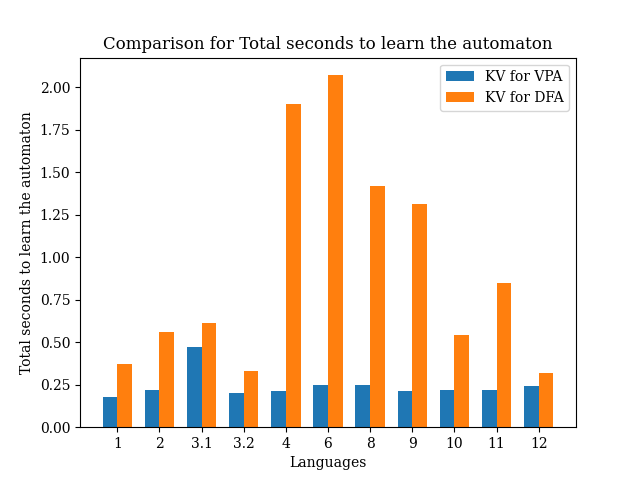 Comparison for Total seconds to learn the automaton
KV for VPA
KV for DFA
Total seconds to learn the automaton
2.00
1.75
1.50
1.25
1.00
0.75
0.50
0.25
0.00
1 2 3.1 3.2 4 6 8 9 10 11 12
Languages